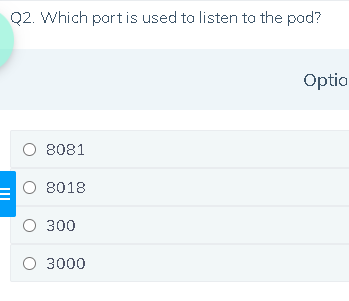 Q2. Which port is used to listen to the pod?
Optio
8081
8018
300
3000